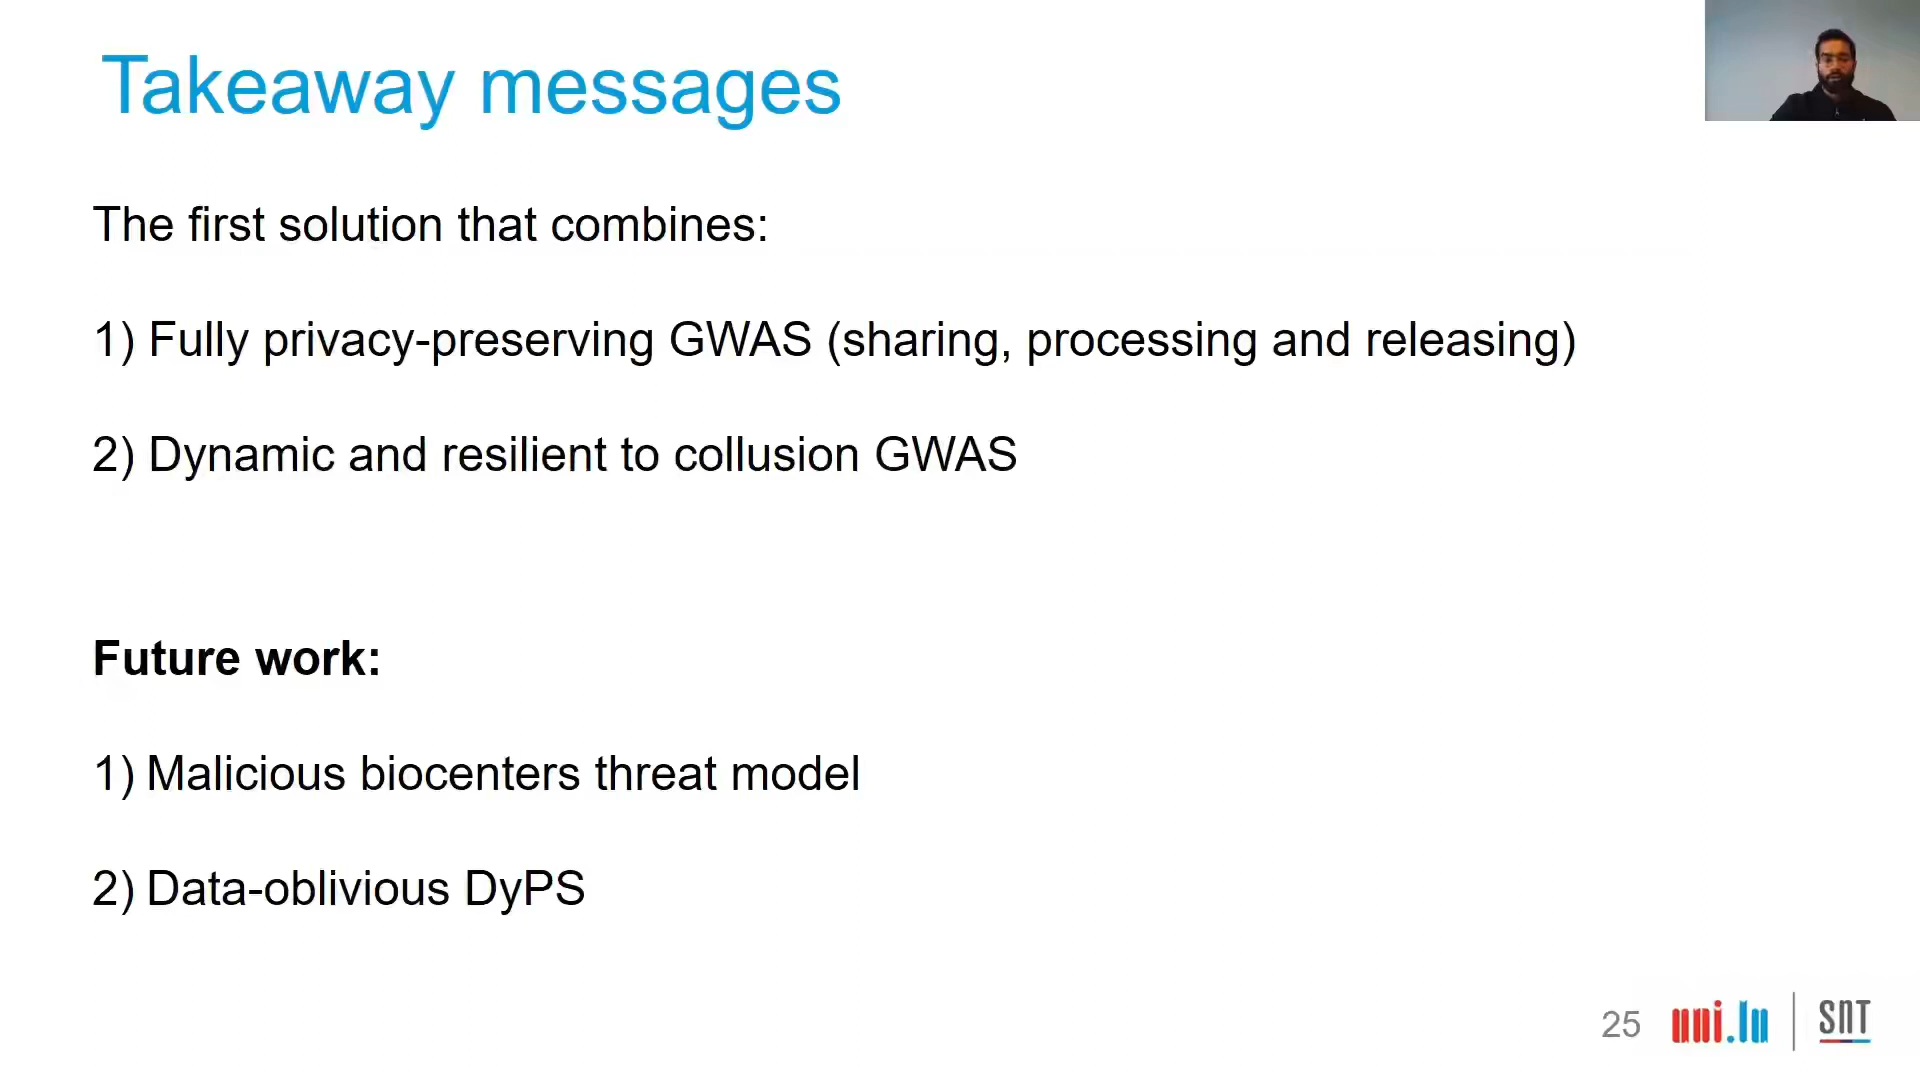 Takeaway messages
The first solution that combines:
1) Fully privacy-preserving GWAS (sharing, processing and releasing)
2) Dynamic and resilient to collusion GWAS
Future work:
1) Malicious biocenters threat model
2) Data-oblivious DyPS
25 uni.lu SNT